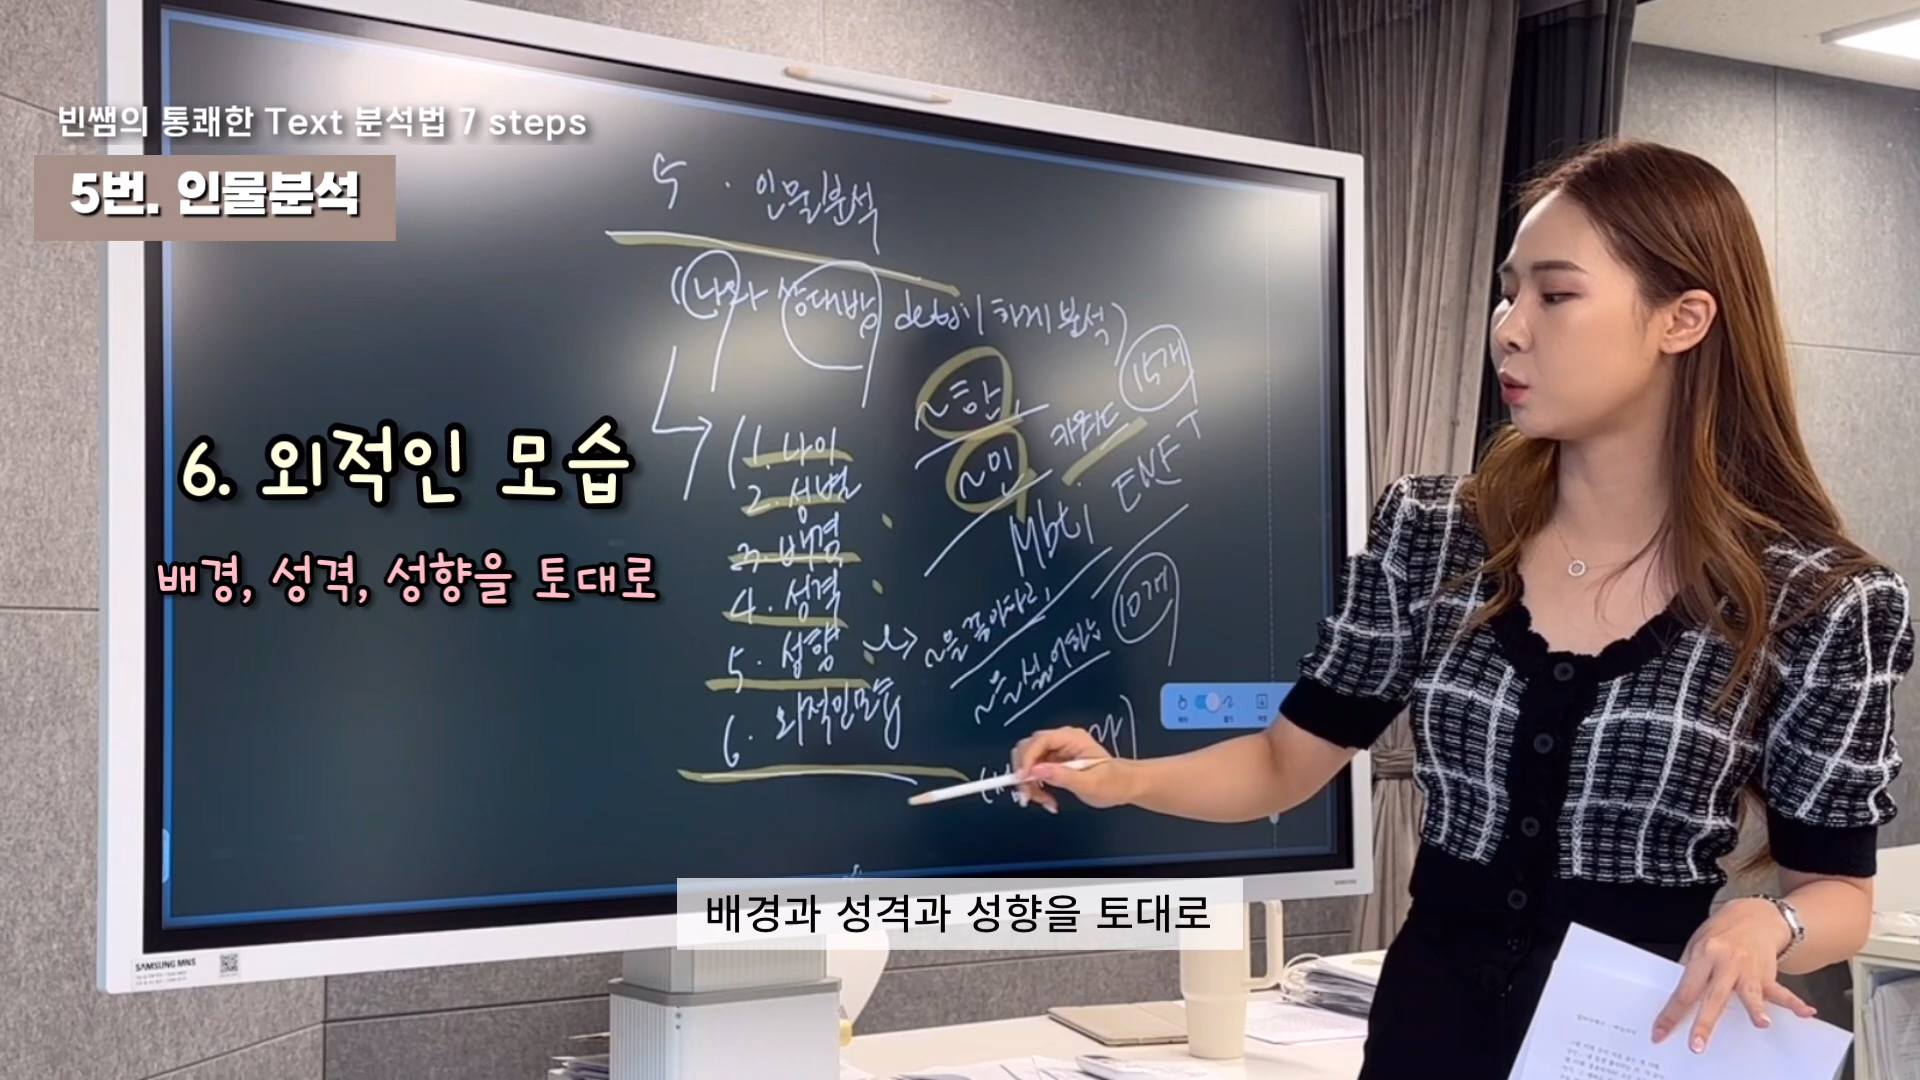 빈쌤의 통쾌한 Text 분석법 7 steps
5번. 인물분석
5. 인물분석
(나와 상대방 detail 하게 분석)
6. 외적인 모습
배경, 성격, 성향을 토대로
1. 나이
2. 성별
3. 배경
4. 성격
5. 성향
6. 외적인모습
~한
~인
키워드
15개
Mbti ENF
~을 좋아하고,
~을 싫어하는
10개
배경과 성격과 성향을 토대로
SAMSUNG MNS